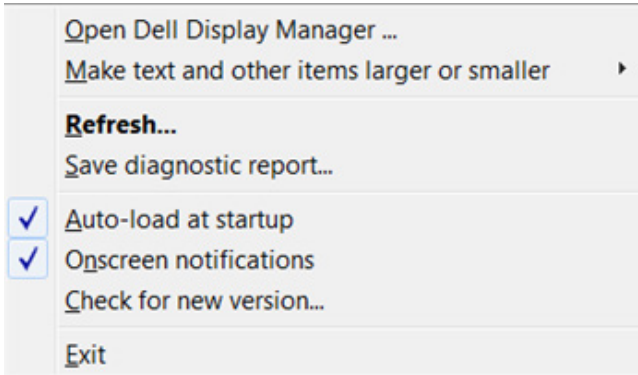 Open Dell Display Manager ...
Make text and other items larger or smaller
Refresh...
Save diagnostic report...
Auto-load at startup
Onscreen notifications
Check for new version...
Exit